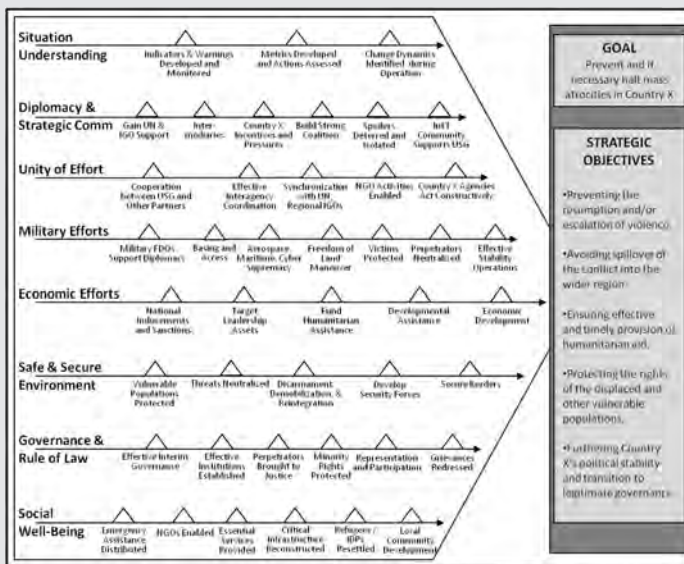 Situation
Understanding
Indicators & Warnings
Developed and
Monitored
Metrics Developed
and Actions Assessed
Change Dynamics
Identified during
Operation
Diplomacy &
Strategic Comm
Gain UN &
IGO Support
Inter-
mediaries
Country X
Incentives and
Pressures
Build Strong
Coalition
Spoilers
Deterred and
Isolated
Int'l
Community
Supports USG
Unity of Effort
Cooperation
between USG and
Other Partners
Effective
Interagency
Coordination
Synchronization
with UN,
Regional IGOs
NGO Activities
Enabled
Country X Agencies
Act Constructively
Military Efforts
Military FDOs
Support Diplomacy
Basing and
Access
Aerospace,
Maritime, Cyber
Supremacy
Freedom of
Land
Maneuver
Victims
Protected
Perpetrators
Neutralized
Effective
Stability
Operations
Economic Efforts
National
Inducements
and Sanctions
Target
Leadership
Assets
Fund
Humanitarian
Assistance
Developmental
Assistance
Economic
Development
Safe & Secure
Environment
Vulnerable
Populations
Protected
Threats Neutralized
Disarmament,
Demobilization, &
Reintegration
Develop
Security Forces
Secure Borders
Governance &
Rule of Law
Effective Interim
Governance
Effective
Institutions
Established
Perpetrators
Brought to
Justice
Minority
Rights
Protected
Representation
and Participation
Grievances
Redressed
Social
Well-Being
Emergency
Assistance
Distributed
NGOs Enabled
Essential
Services
Provided
Critical
Infrastructure
Reconstructed
Refugees /
IDPs
Resettled
Local
Community
Development
GOAL
Prevent and if
necessary halt mass
atrocities in Country X
STRATEGIC
OBJECTIVES
•Preventing the
resumption and/or
escalation of violence.
•Avoiding spillover of
the conflict into the
wider region.
•Ensuring effective
and timely provision of
humanitarian aid.
•Protecting the rights
of the displaced and
other vulnerable
populations.
•Furthering Country
X's political stability
and transition to
legitimate governance.